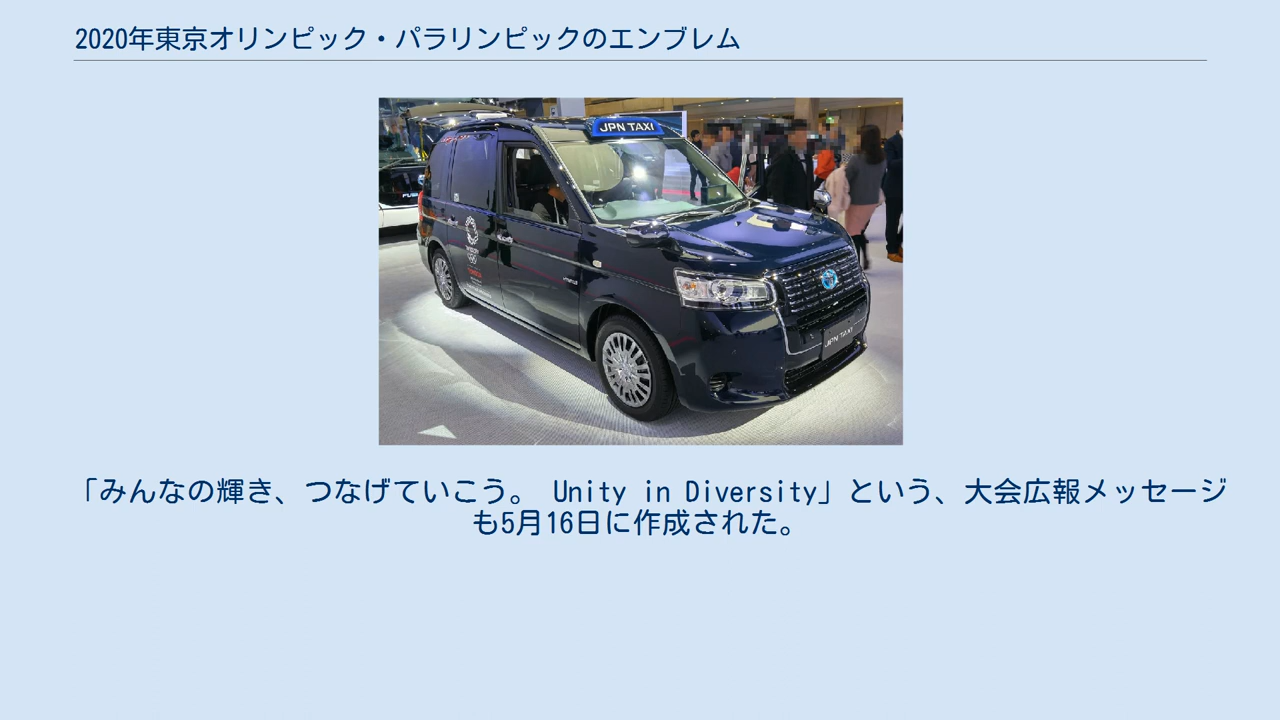 2020年東京オリンピック・パラリンピックのエンブレム
JPN TAXI
JPN TAXI
「みんなの輝き、つなげていこう。 Unity in Diversity」という、大会広報メッセージ
も5月16日に作成された。